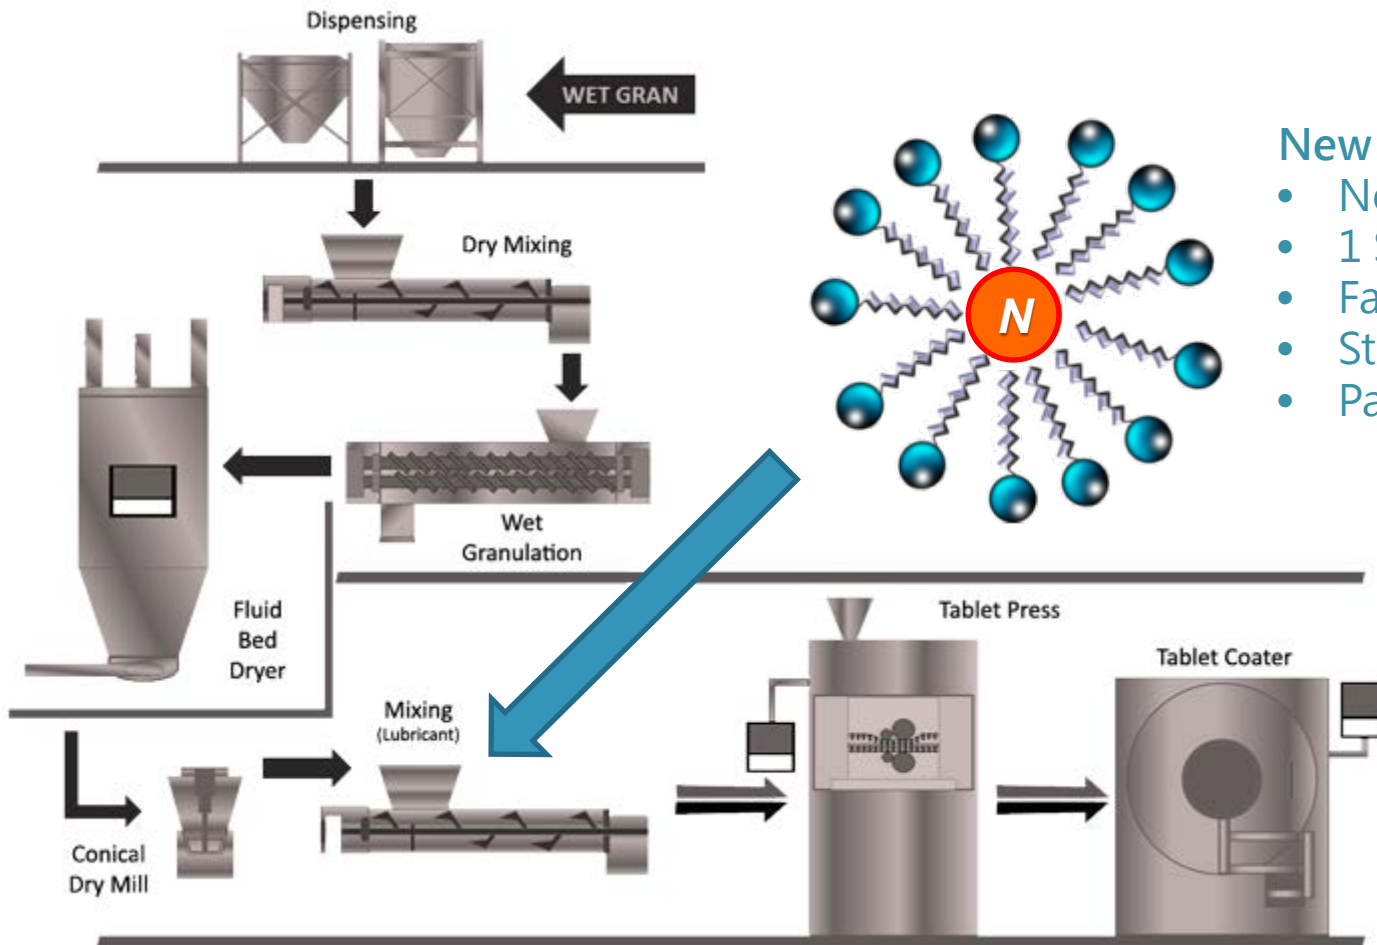 Dispensing
WET GRAN
Dry Mixing
Wet
Granulation
Fluid
Bed
Dryer
Mixing
(Lubricant)
Conical
Dry Mill
Tablet Press
Tablet Coater
N
New
•
• 1
•
•
•